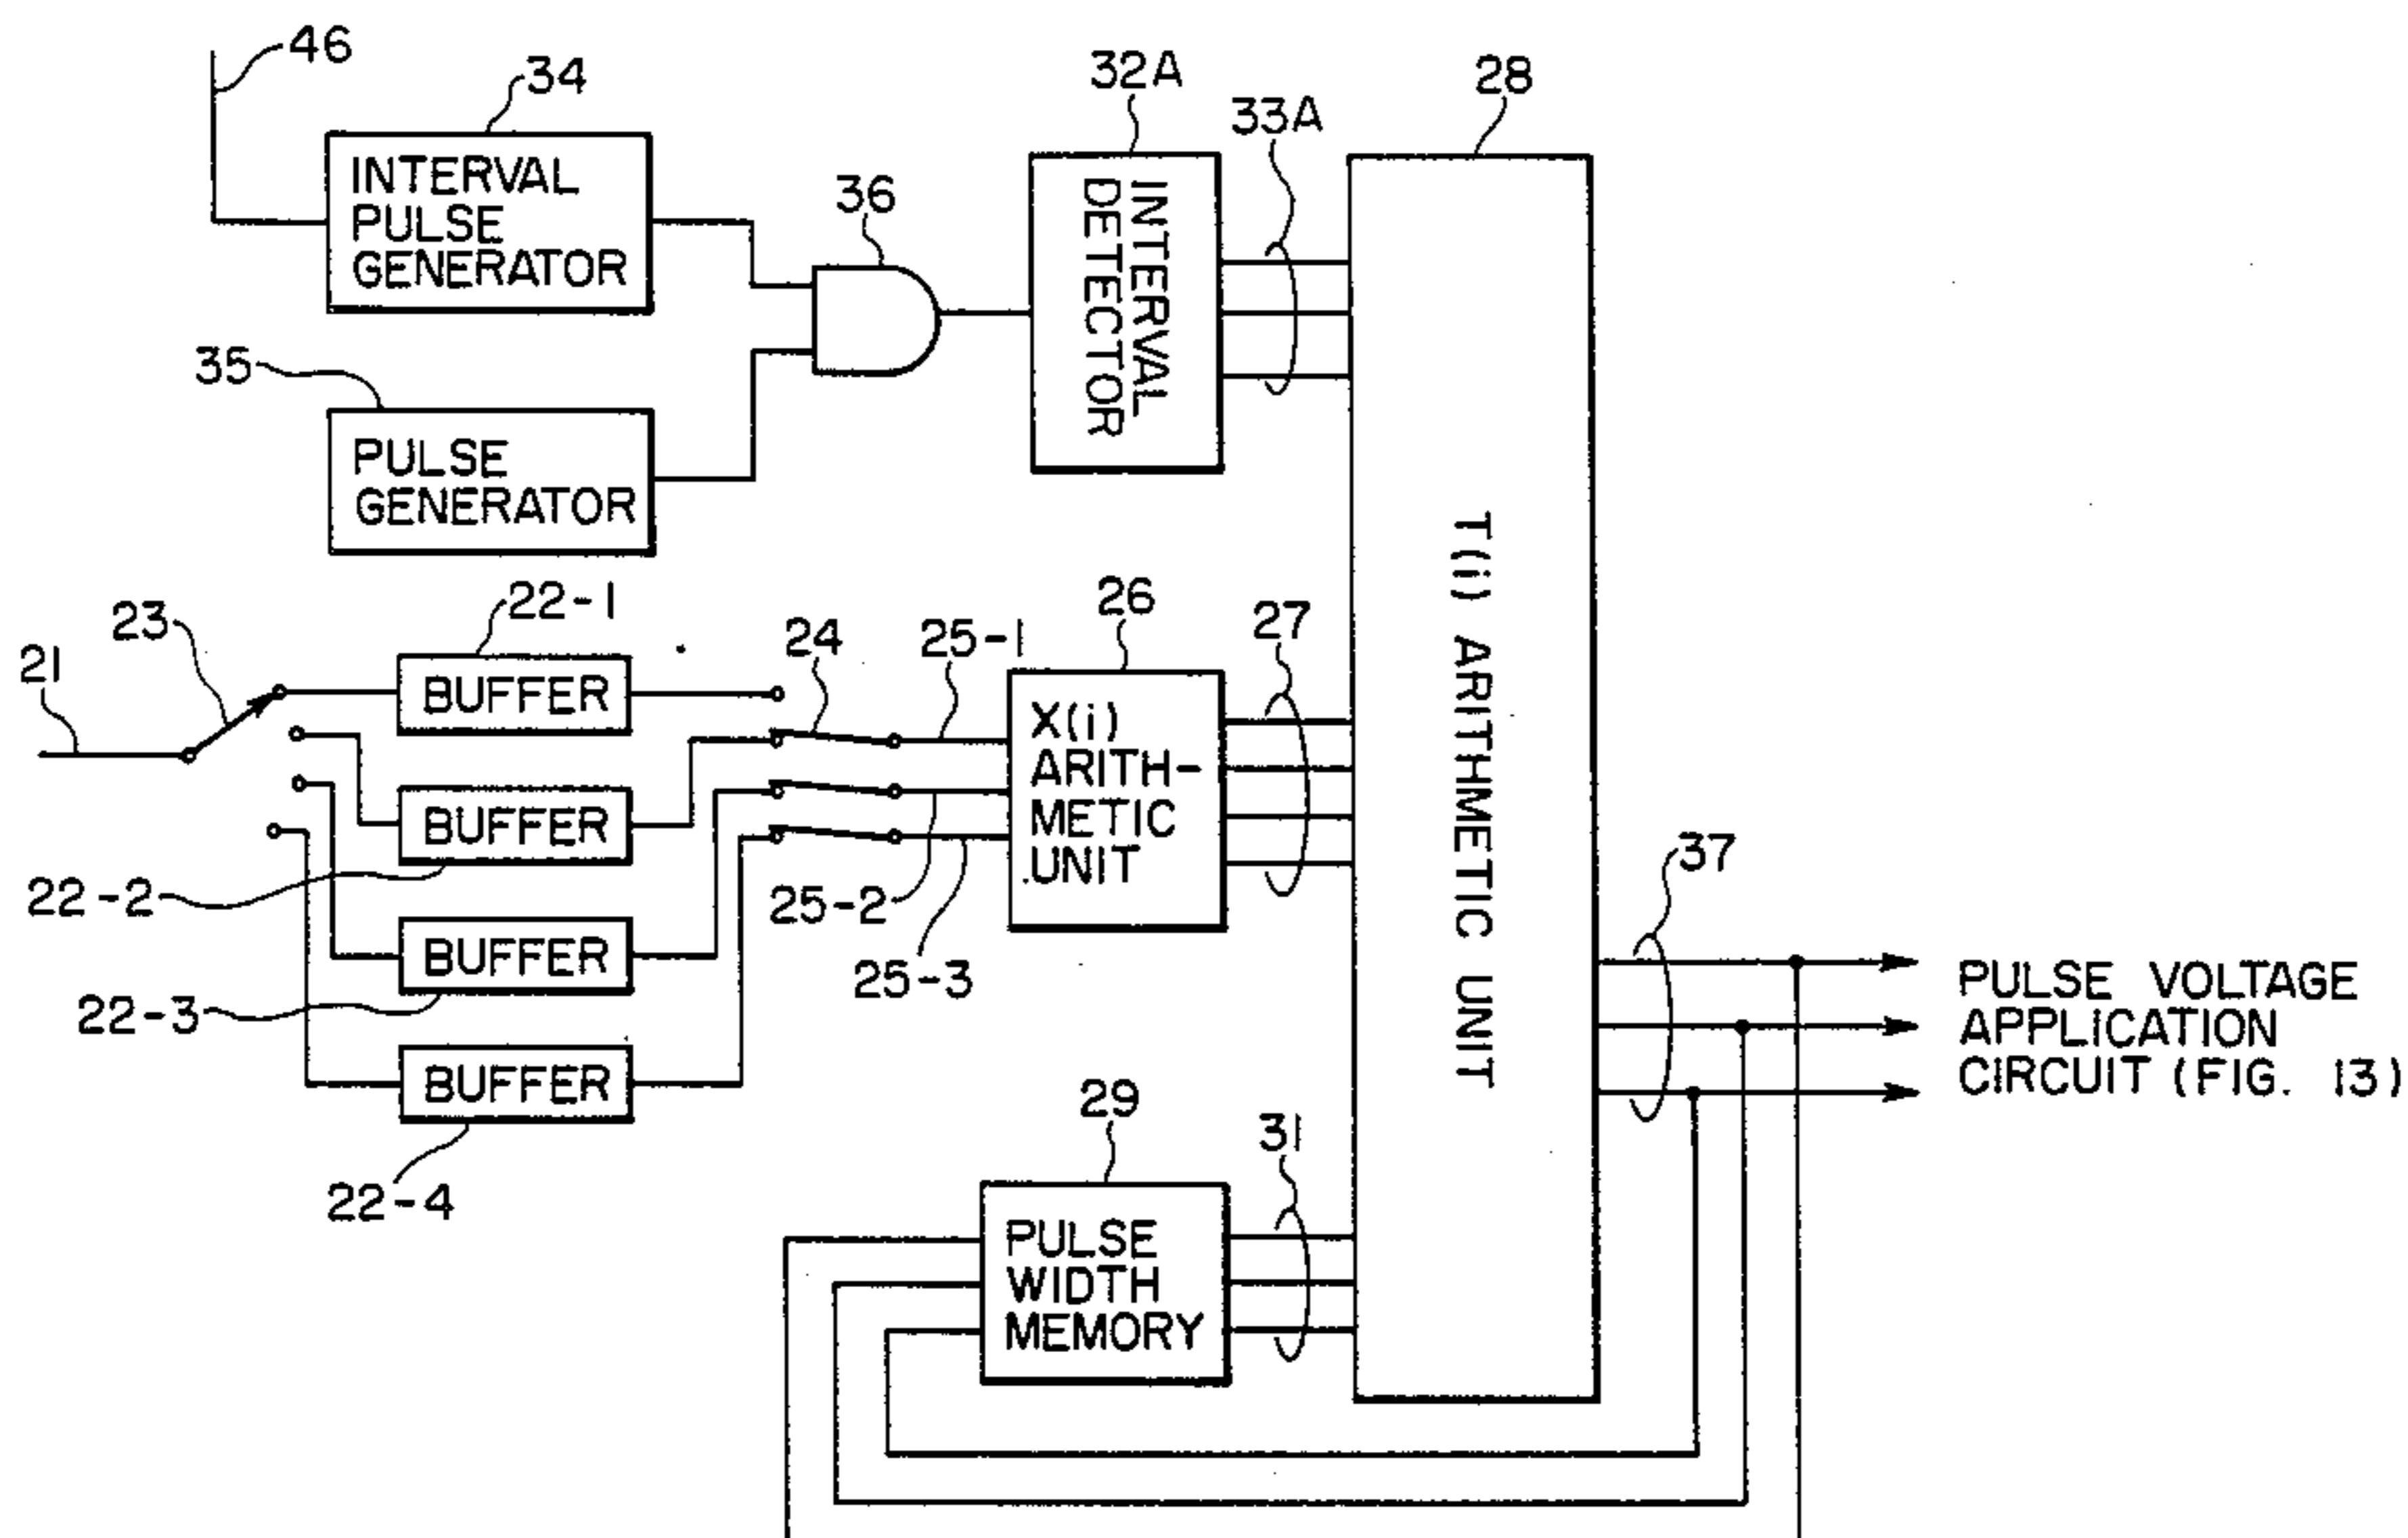 46
34
32A
28
33A
INTERVAL
PULSE
GENERATOR
36
INTERVAL
DETECTOR
35
PULSE
GENERATOR
T(i) ARITHMETIC UNIT
21
23
22-1
BUFFER
24
25-1
26
27
X(i)
ARITH-
METIC
UNIT
BUFFER
22-2
25-2
25-3
37
BUFFER
22-3
PULSE VOLTAGE
APPLICATION
CIRCUIT (FIG. 13)
BUFFER
22-4
29
31
PULSE
WIDTH
MEMORY